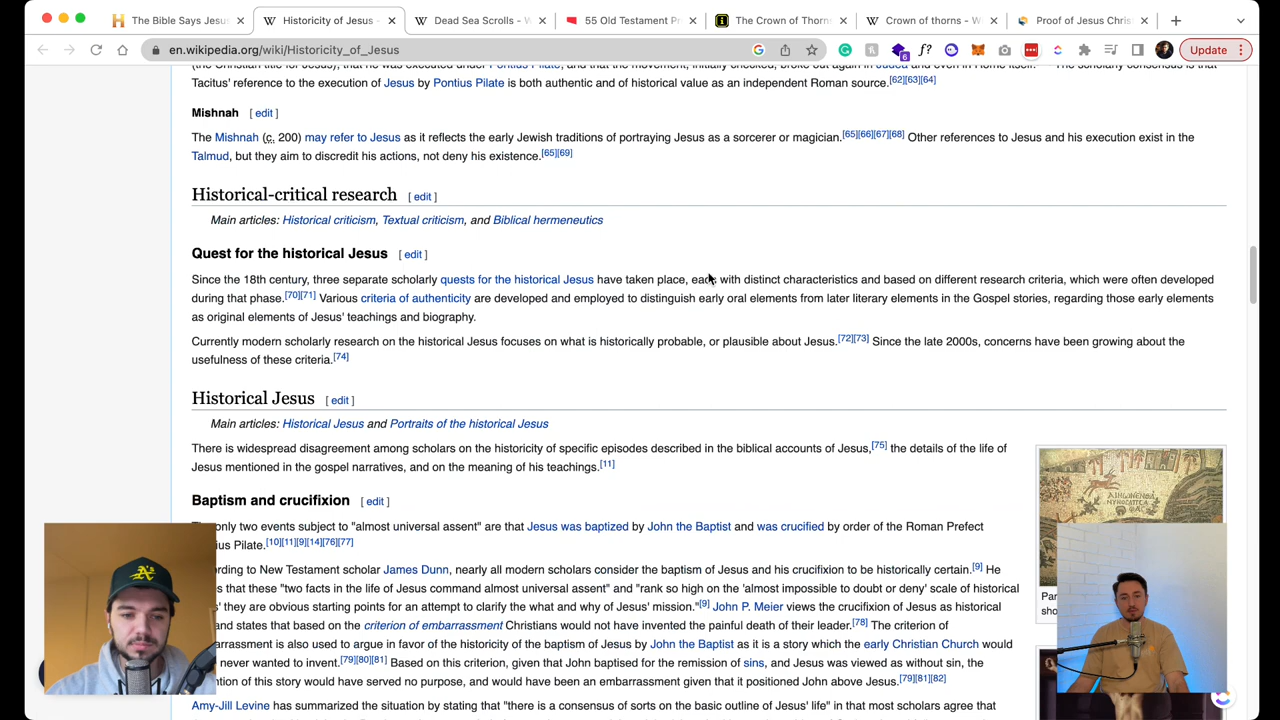 The Bible Says Jesus
Historicity of Jesus -
Dead Sea Scrolls - W
55 Old Testament Pr
The Crown of Thorn
Crown of thorns - W
Proof of Jesus Chris
en.wikipedia.org/wiki/Historicity_of_Jesus
f?
6
Update
Tacitus' reference to the execution of Jesus by Pontius Pilate is both authentic and of historical value as an independent Roman source.[62][63][64]
Mishnah [ edit ]
The Mishnah (c. 200) may refer to Jesus as it reflects the early Jewish traditions of portraying Jesus as a sorcerer or magician.[65][66][67][68] Other references to Jesus and his execution exist in the
Talmud, but they aim to discredit his actions, not deny his existence.[65][69]
Historical-critical research [ edit ]
Main articles: Historical criticism, Textual criticism, and Biblical hermeneutics
Quest for the historical Jesus [ edit ]
Since the 18th century, three separate scholarly quests for the historical Jesus have taken place, each with distinct characteristics and based on different research criteria, which were often developed
during that phase.[70][71] Various criteria of authenticity are developed and employed to distinguish early oral elements from later literary elements in the Gospel stories, regarding those early elements
as original elements of Jesus' teachings and biography.
Currently modern scholarly research on the historical Jesus focuses on what is historically probable, or plausible about Jesus.[72][73] Since the late 2000s, concerns have been growing about the
usefulness of these criteria.[74]
Historical Jesus [ edit ]
Main articles: Historical Jesus and Portraits of the historical Jesus
There is widespread disagreement among scholars on the historicity of specific episodes described in the biblical accounts of Jesus,[75] the details of the life of
Jesus mentioned in the gospel narratives, and on the meaning of his teachings.[11]
Baptism and crucifixion [ edit ]
only two events subject to "almost universal assent" are that Jesus was baptized by John the Baptist and was crucified by order of the Roman Prefect
ius Pilate.[10][11][9][14][76][77]
rding to New Testament scholar James Dunn, nearly all modern scholars consider the baptism of Jesus and his crucifixion to be historically certain.[9] He
s that these "two facts in the life of Jesus command almost universal assent" and "rank so high on the 'almost impossible to doubt or deny' scale of historical
' they are obvious starting points for an attempt to clarify the what and why of Jesus' mission."[9] John P. Meier views the crucifixion of Jesus as historical
and states that based on the criterion of embarrassment Christians would not have invented the painful death of their leader.[78] The criterion of
arrassment is also used to argue in favor of the historicity of the baptism of Jesus by John the Baptist as it is a story which the early Christian Church would
never wanted to invent.[79][80][81] Based on this criterion, given that John baptised for the remission of sins, and Jesus was viewed as without sin, the
ntion of this story would have served no purpose, and would have been an embarrassment given that it positioned John above Jesus.[79][81][82]
Amy-Jill Levine has summarized the situation by stating that "there is a consensus of sorts on the basic outline of Jesus' life" in that most scholars agree that